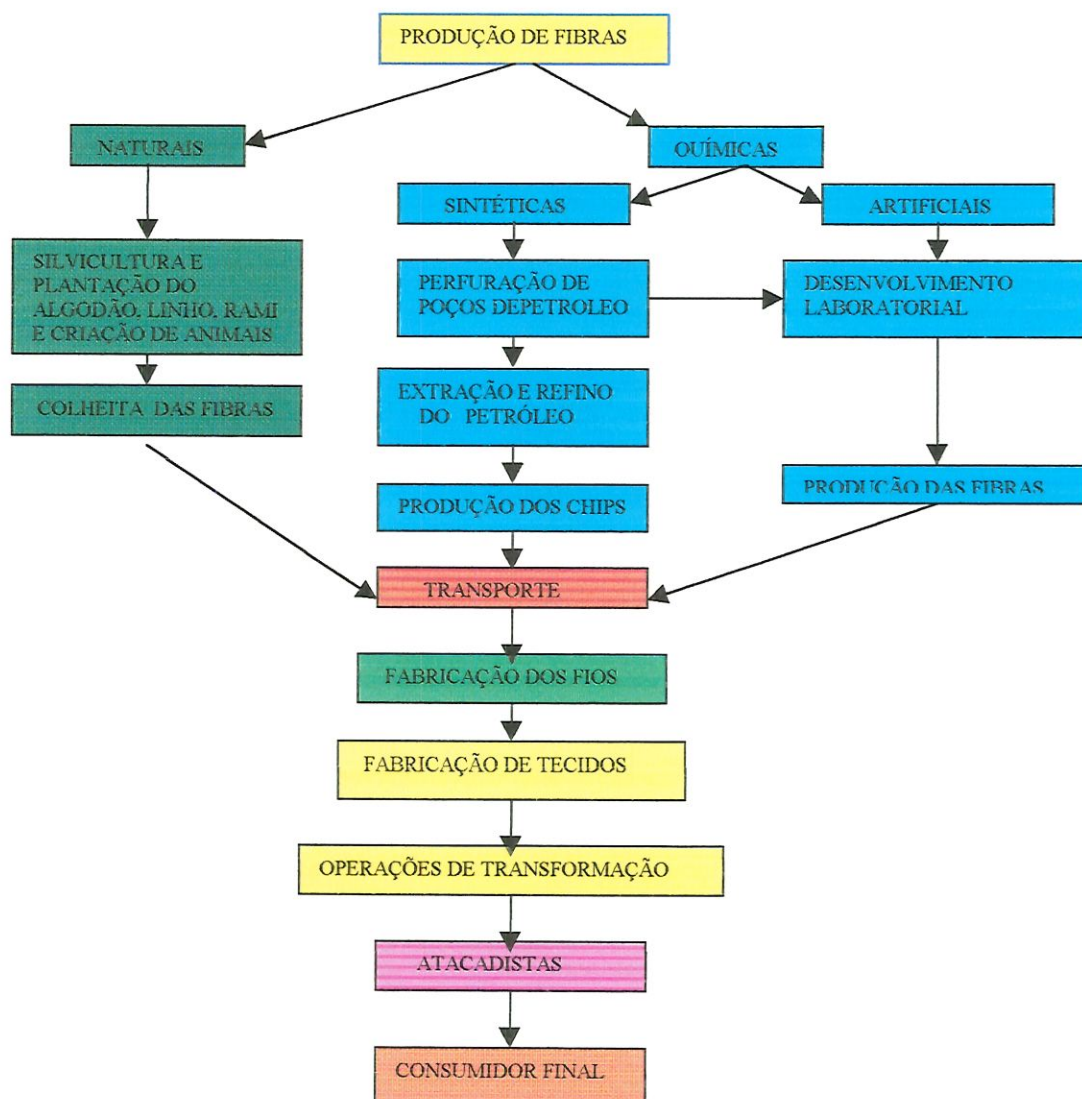 PRODUÇÃO DE FIBRAS
NATURAIS
QUÍMICAS
SINTÉTICAS
ARTIFICIAIS
SILVICULTURA E
PLANTAÇÃO DO
ALGODÃO, LINHO, RAMI
E CRIAÇÃO DE ANIMAIS
PERFURAÇÃO DE
POÇOS DEPETROLEO
DESENVOLVIMENTO
LABORATORIAL
COLHEITA DAS FIBRAS
EXTRAÇÃO E REFINO
DO PETRÓLEO
PRODUÇÃO DOS CHIPS
PRODUÇÃO DAS FIBRAS
TRANSPORTE
FABRICAÇÃO DOS FIOS
FABRICAÇÃO DE TECIDOS
OPERAÇÕES DE TRANSFORMAÇÃO
ATACADISTAS
CONSUMIDOR FINAL